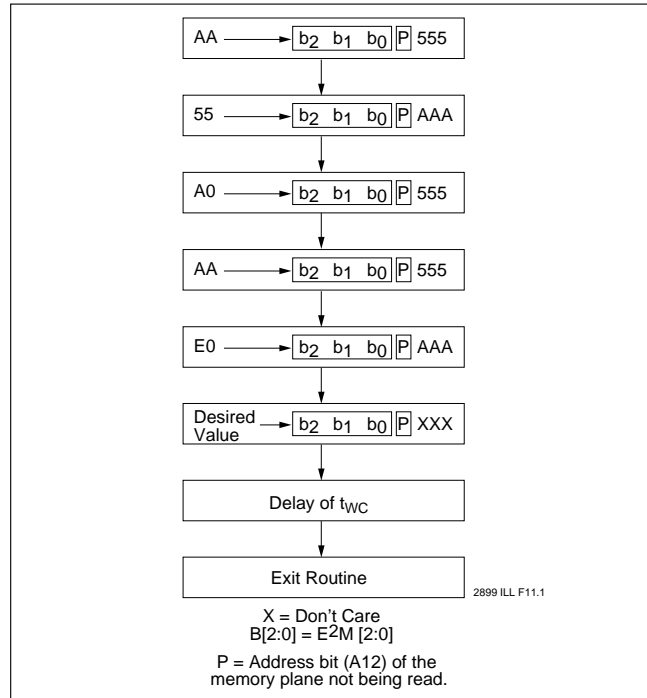 AA b2 b1 b0 P 555
55 b2 b1 b0 P AAA
A0 b2 b1 b0 P 555
AA b2 b1 b0 P 555
E0 b2 b1 b0 P AAA
Desired
Value b2 b1 b0 P XXX
Delay of tWC
Exit Routine
2899 ILL F11.1
X = Don't Care
B[2:0] = E2M [2:0]
P = Address bit (A12) of the
memory plane not being read.